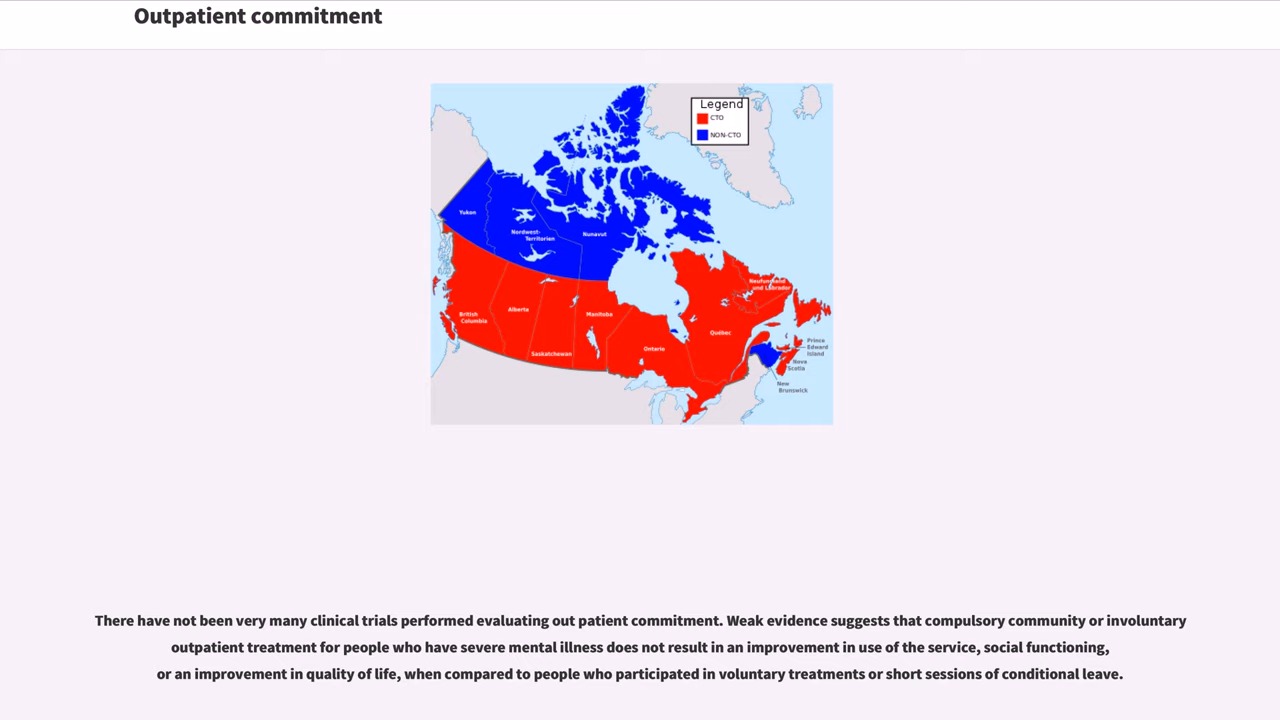 Outpatient commitment
Legend
CTO
NON-CTO
Yukon
Nordwest-
Territorien
Nunavut
British
Columbia
Alberta
Saskatchewan
Manitoba
Ontario
Québec
Neufundland
und Labrador
Prince
Edward
Island
Nova
Scotia
New
Brunswick
There have not been very many clinical trials performed evaluating out patient commitment. Weak evidence suggests that compulsory community or involuntary
outpatient treatment for people who have severe mental illness does not result in an improvement in use of the service, social functioning,
or an improvement in quality of life, when compared to people who participated in voluntary treatments or short sessions of conditional leave.